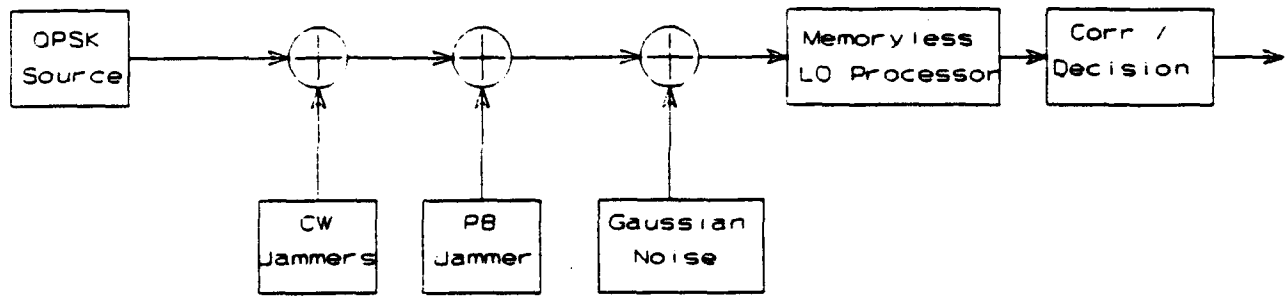 QPSK
Source
Memoryless
LO Processor
Corr /
Decision
CW
Jammers
PB
Jammer
Gaussian
Noise